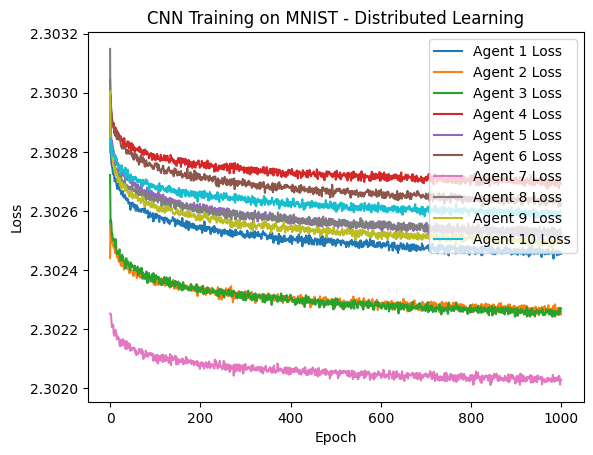 CNN Training on MNIST - Distributed Learning
2.3032
2.3030
2.3028
2.3026
2.3024
2.3022
2.3020
Loss
Agent 1 Loss
Agent 2 Loss
Agent 3 Loss
Agent 4 Loss
Agent 5 Loss
Agent 6 Loss
Agent 7 Loss
Agent 8 Loss
Agent 9 Loss
Agent 10 Loss
0 200 400 600 800 1000
Epoch